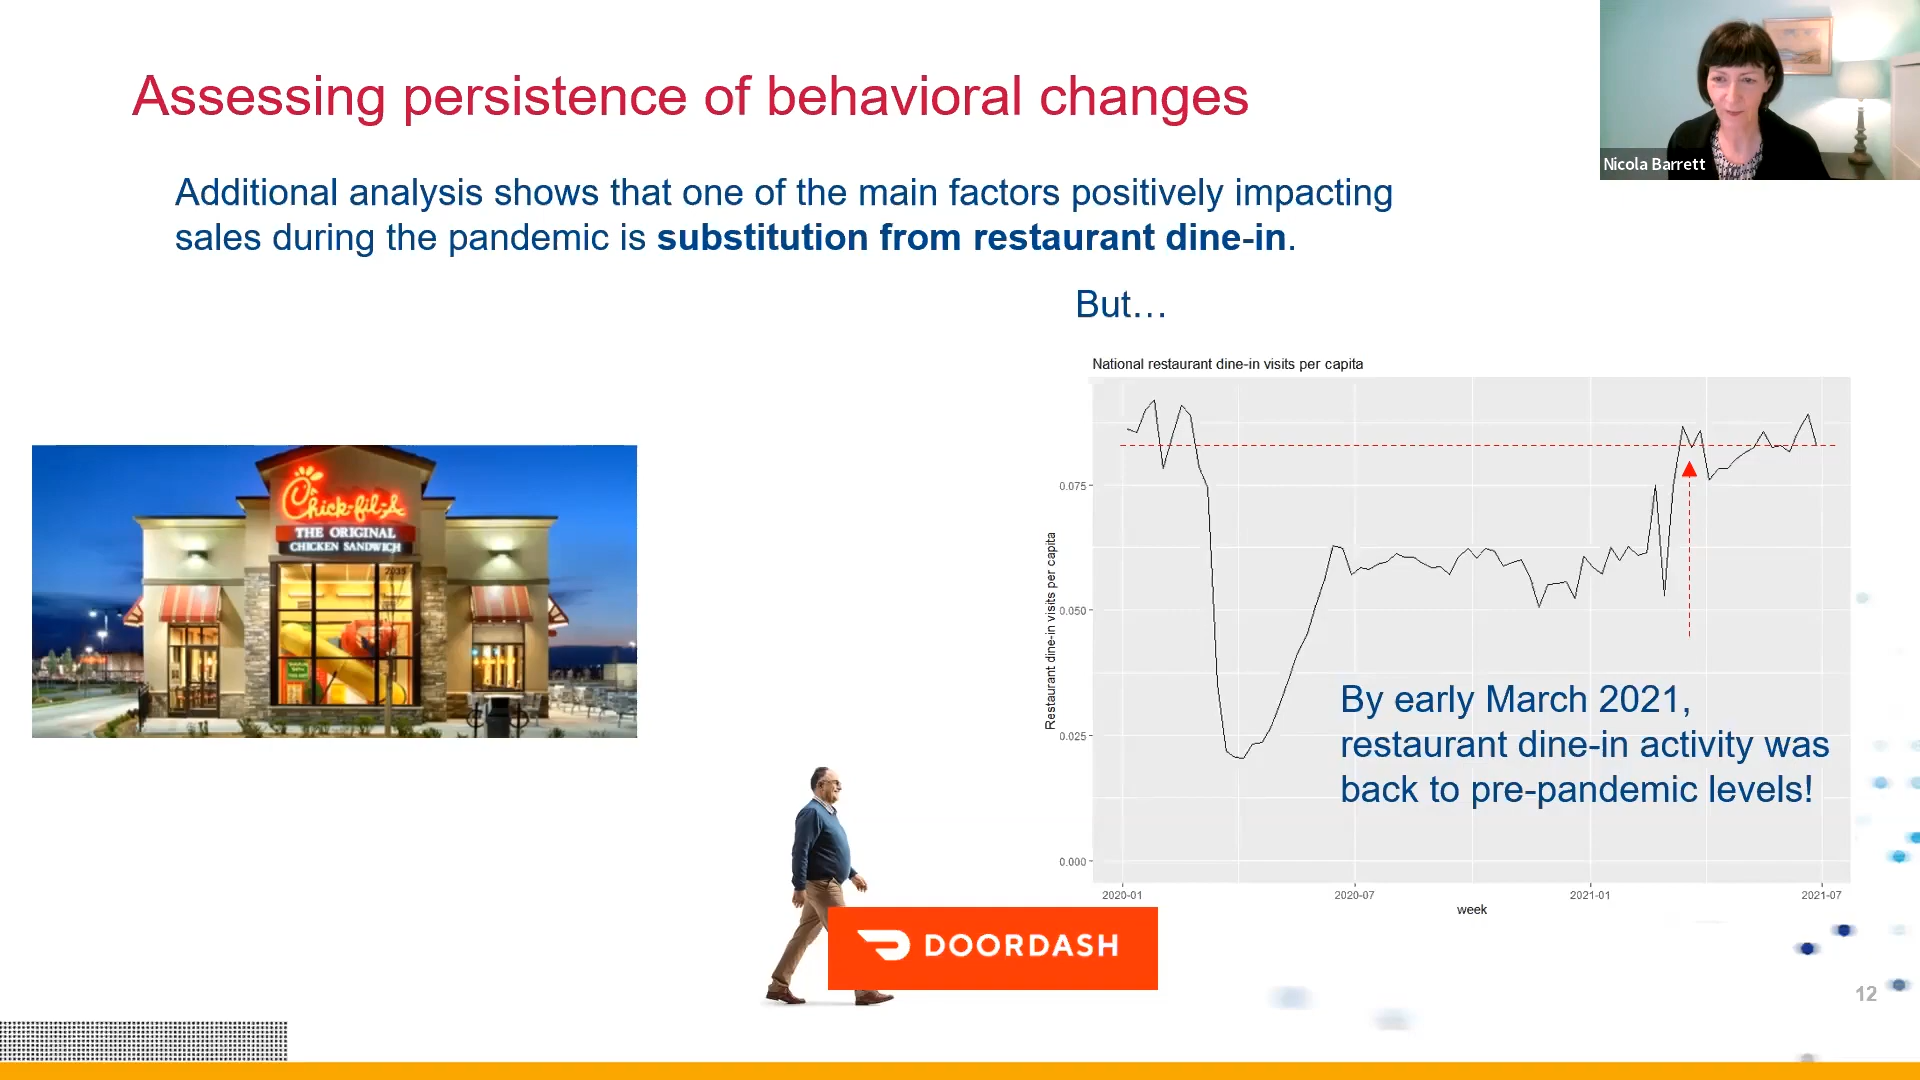 Assessing persistence of behavioral changes
Nicola Barrett
Additional analysis shows that one of the main factors positively impacting
sales during the pandemic is substitution from restaurant dine-in.
But…
National restaurant dine-in visits per capita
Restaurant dine-in visits per capita
0.075
0.050
0.025
0.000
2020-01
2020-07
2021-01
2021-07
week
By early March 2021,
restaurant dine-in activity was
back to pre-pandemic levels!
Chick-fil-A
THE ORIGINAL
CHICKEN SANDWICH
2035
DOORDASH
12